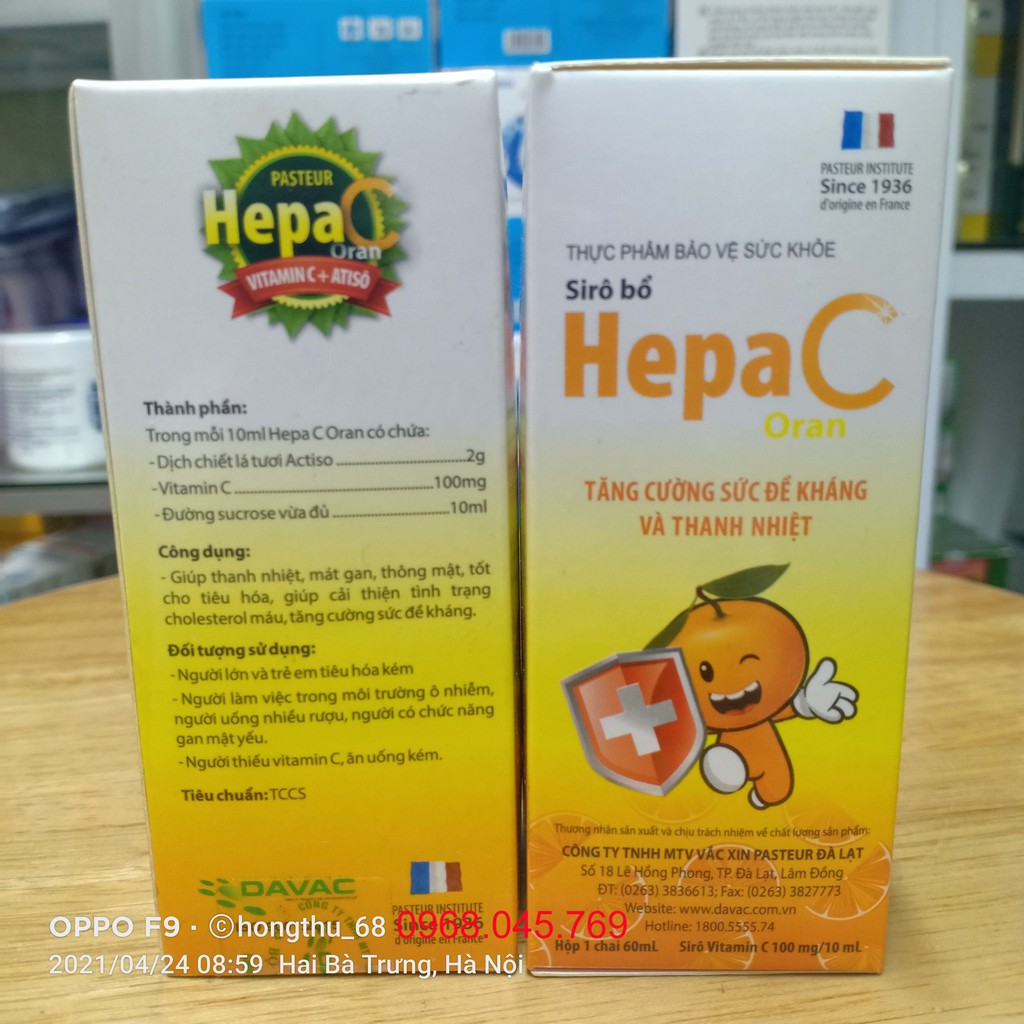 PASTEUR
HepaC
Oran
VITAMIN C + ATISÔ
Thành phần:
Trong mỗi 10ml Hepa C Oran có chứa:
- Dịch chiết lá tươi Actiso ........................2g
- Vitamin C ........................................100mg
- Đường sucrose vừa đủ ........................10ml
Công dụng:
- Giúp thanh nhiệt, mát gan, thông mật, tốt
cho tiêu hóa, giúp cải thiện tình trạng
cholesterol máu, tăng cường sức đề kháng.
Đối tượng sử dụng:
- Người lớn và trẻ em tiêu hóa kém
- Người làm việc trong môi trường ô nhiễm,
người uống nhiều rượu, người có chức năng
gan mật yếu.
- Người thiếu vitamin C, ăn uống kém.
Tiêu chuẩn: TCCS
DAVAC
PASTEUR INSTITUTE
Since 1936
d'origine en France
PASTEUR INSTITUTE
Since 1936
d'origine en France
THỰC PHẨM BẢO VỆ SỨC KHỎE
Sirô bổ
HepaC
Oran
TĂNG CƯỜNG SỨC ĐỀ KHÁNG
VÀ THANH NHIỆT
Thương nhân sản xuất và chịu trách nhiệm về chất lượng sản phẩm:
CÔNG TY TNHH MTV VẮC XIN PASTEUR ĐÀ LẠT
Số 18 Lê Hồng Phong, TP. Đà Lạt, Lâm Đồng
ĐT: (0263) 3836613; Fax: (0263) 3827773
Website: www.davac.com.vn
Hotline: 1800.5555.74
Hộp 1 chai 60mL Sirô Vitamin C 100 mg/10 mL
OPPO F9 · ©hongthu_68 0968.045.769
2021/04/24 08:59 Hai Bà Trưng, Hà Nội